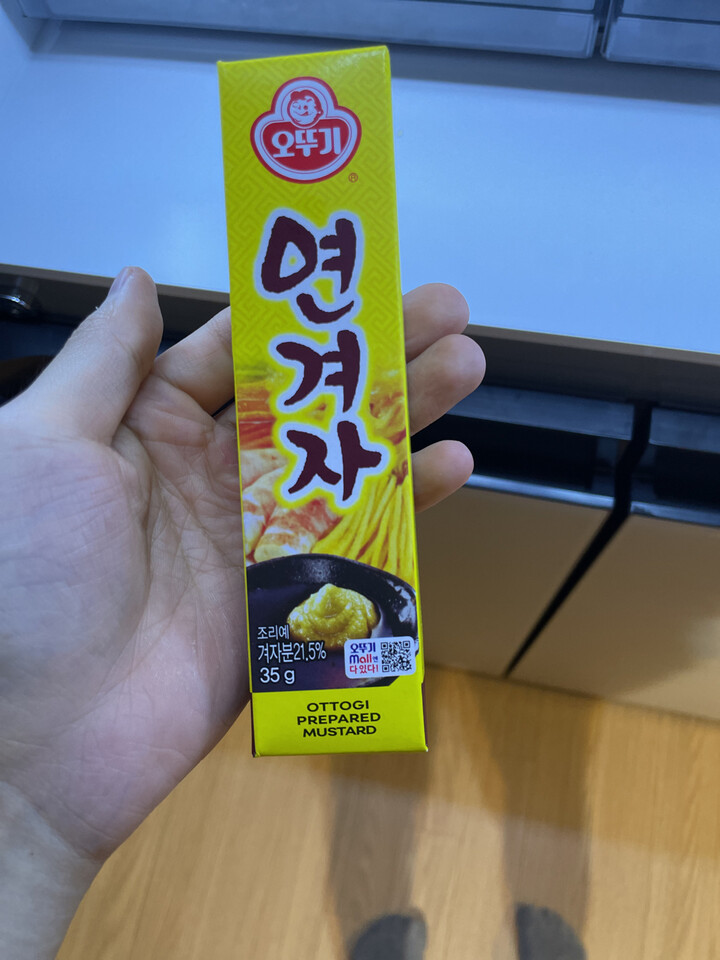 오뚜기
®
연겨자
조리예
겨자분21.5%
35 g
오뚜기
mall에
다 있다!
OTTOGI
PREPARED
MUSTARD